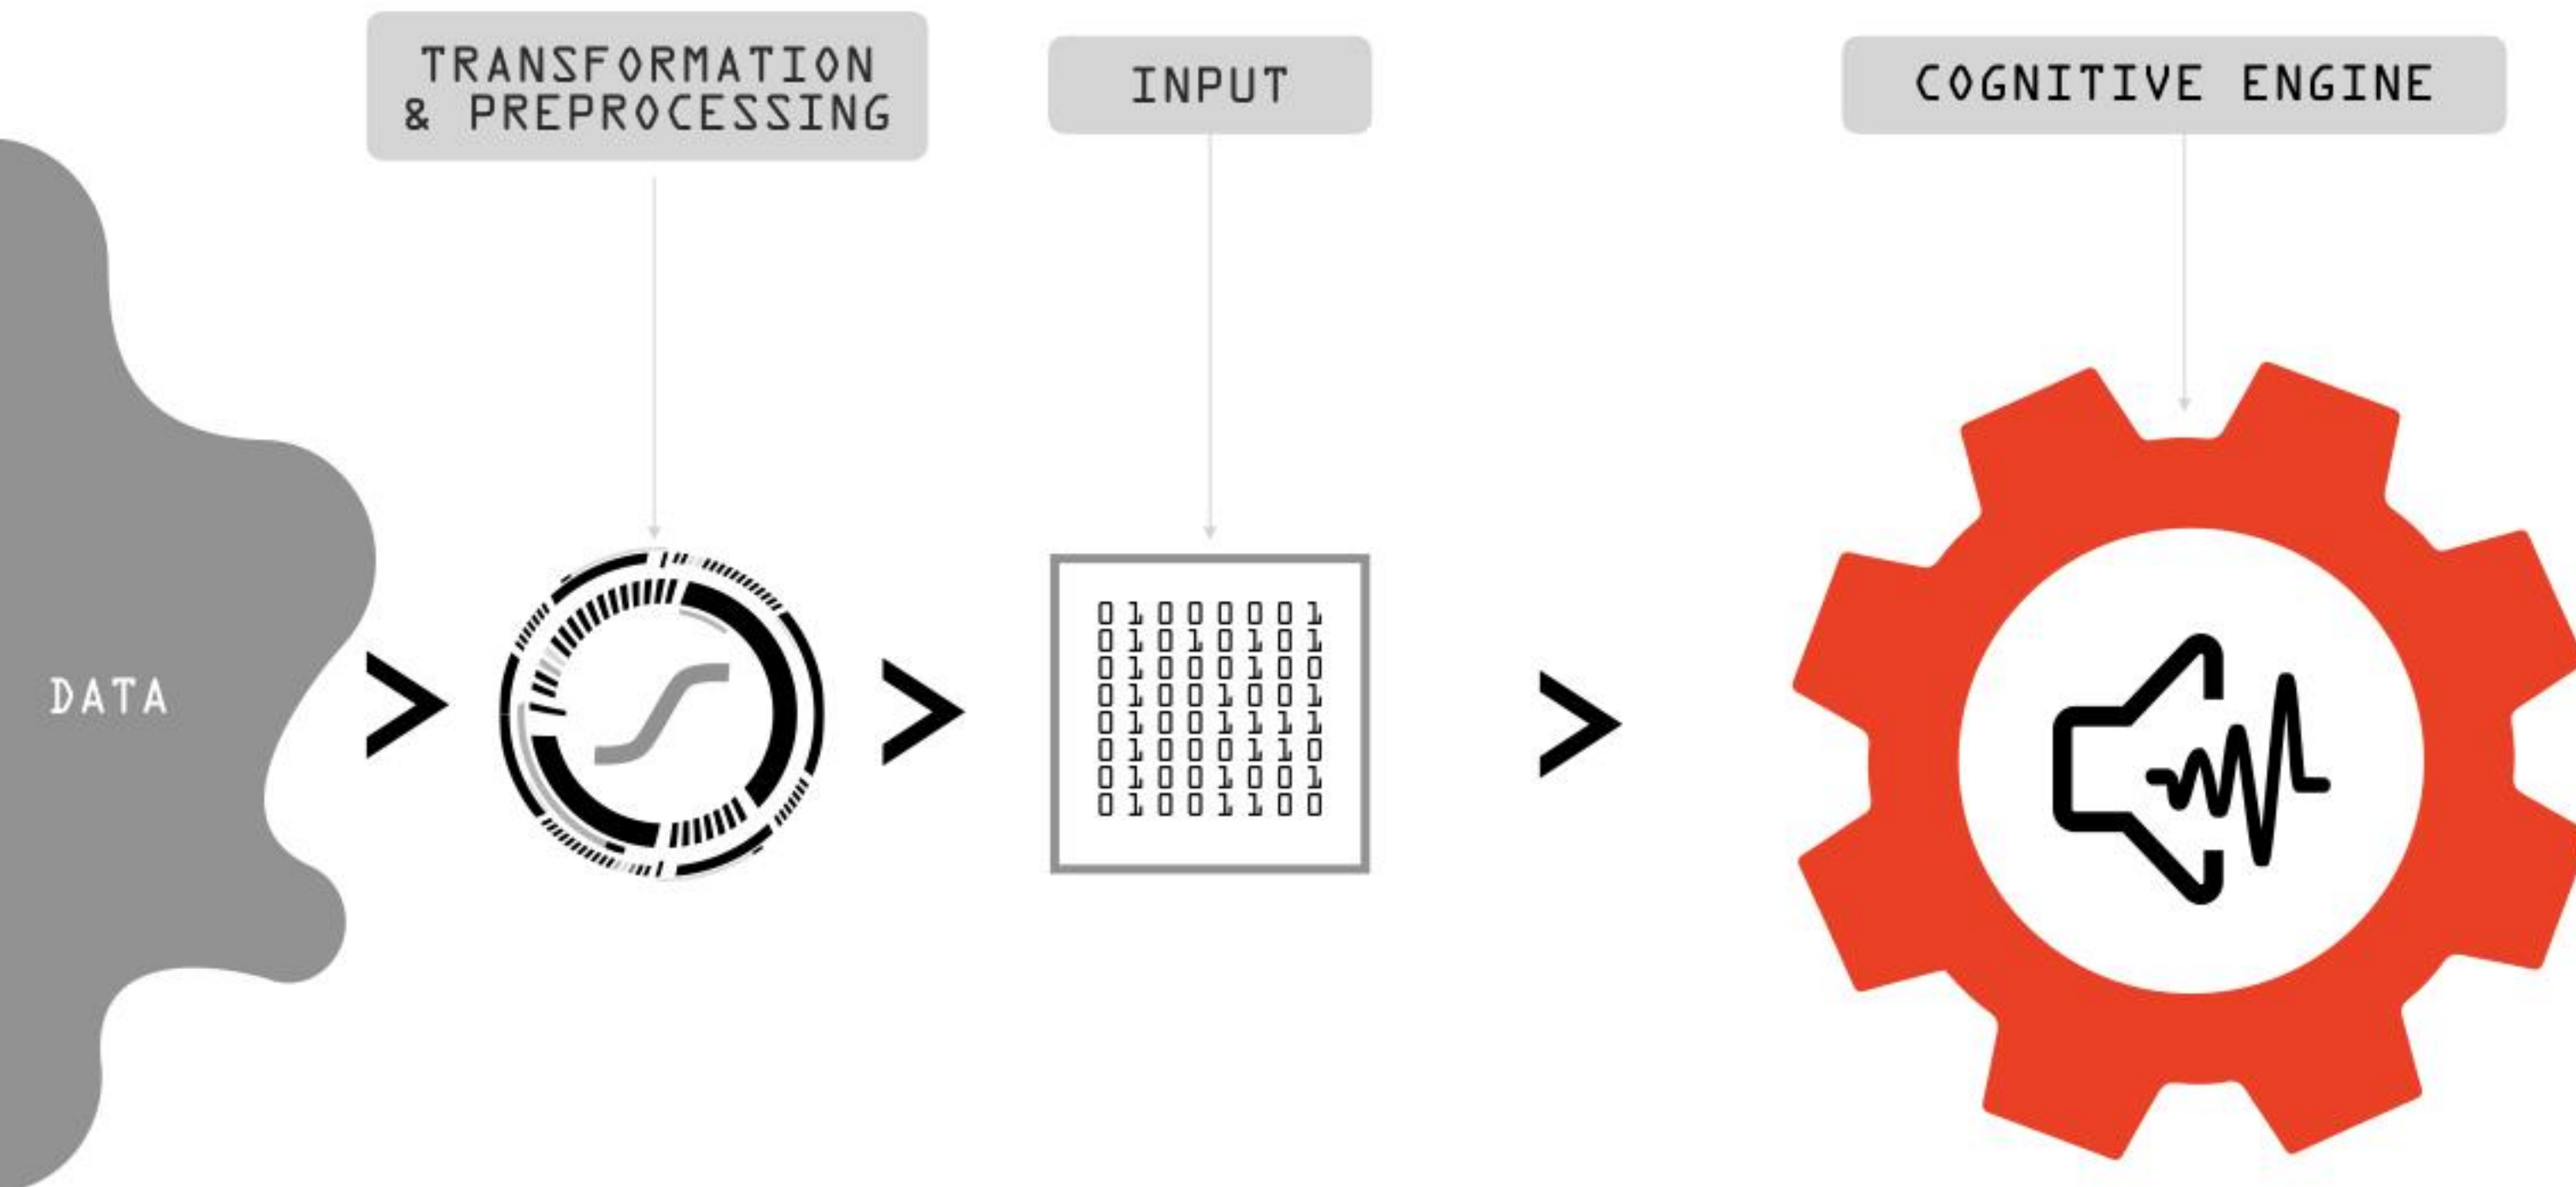 TRANSFORMATION
& PREPROCESSING
INPUT
COGNITIVE ENGINE
DATA
>
>
>
0 1 0 0 0 0 0 1
0 1 0 1 0 1 0 1
0 1 0 0 0 1 0 0
0 1 0 0 1 0 0 1
0 1 0 0 1 1 1 1
0 1 0 0 0 1 1 0
0 1 0 0 1 0 0 1
0 1 0 0 1 1 0 0